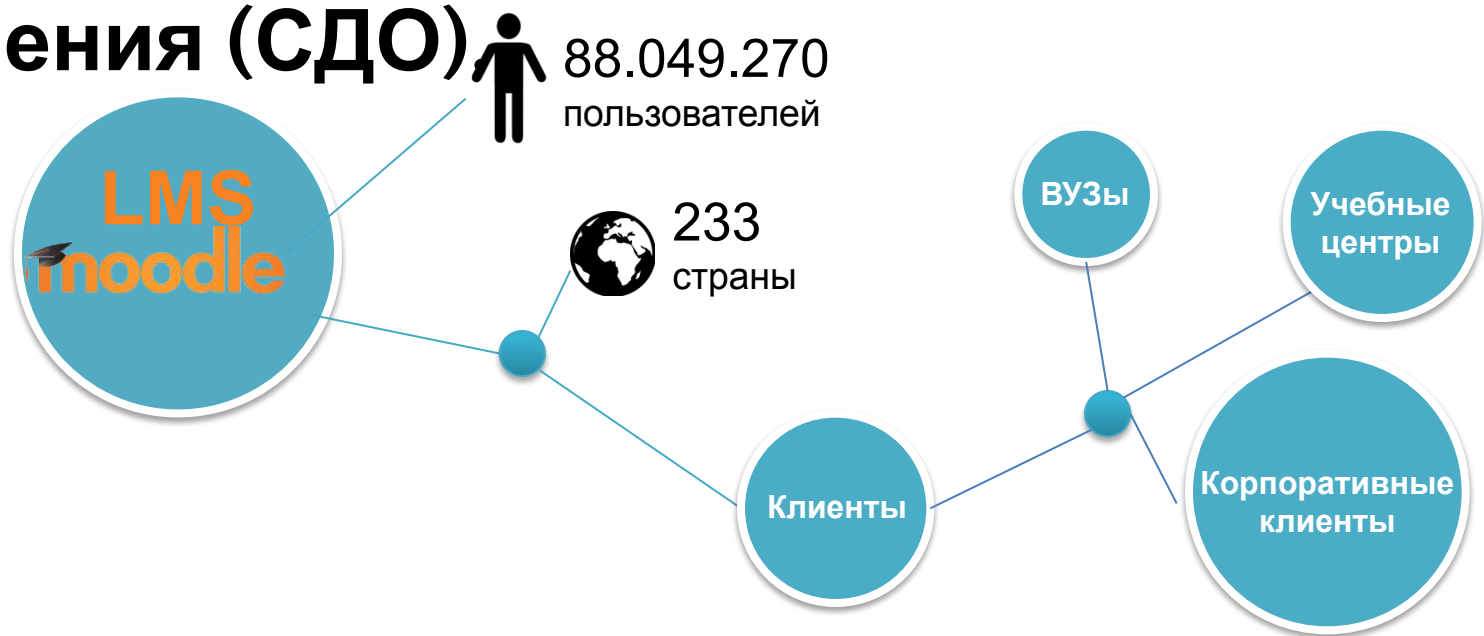 ения (СДО)
88.049.270
пользователей
LMS
moodle
233
страны
ВУЗы
Учебные
центры
Клиенты
Корпоративные
клиенты